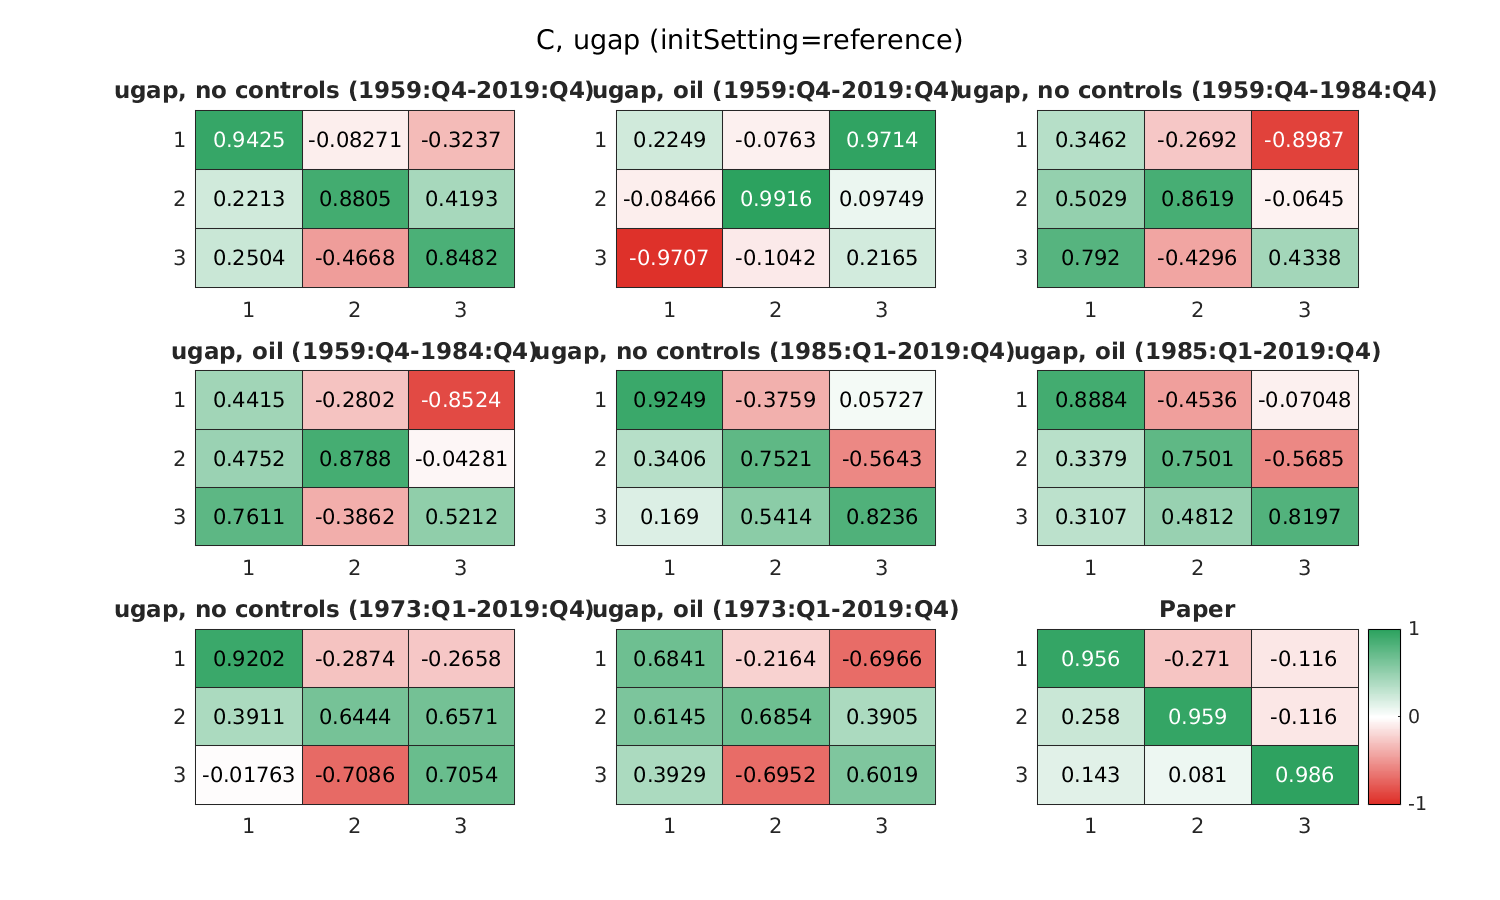 C, ugap (initSetting=reference)
ugap, no controls (1959:Q4-2019:Q4) ugap, oil (1959:Q4-2019:Q4) ugap, no controls (1959:Q4-1984:Q4)
1 0.9425 -0.08271 -0.3237 1 0.2249 -0.0763 0.9714 1 0.3462 -0.2692 -0.8987
2 0.2213 0.8805 0.4193 2 -0.08466 0.9916 0.09749 2 0.5029 0.8619 -0.0645
3 0.2504 -0.4668 0.8482 3 -0.9707 -0.1042 0.2165 3 0.792 -0.4296 0.4338
1 2 3 1 2 3 1 2 3
ugap, oil (1959:Q4-1984:Q4) ugap, no controls (1985:Q1-2019:Q4) ugap, oil (1985:Q1-2019:Q4)
1 0.4415 -0.2802 -0.8524 1 0.9249 -0.3759 0.05727 1 0.8884 -0.4536 -0.07048
2 0.4752 0.8788 -0.04281 2 0.3406 0.7521 -0.5643 2 0.3379 0.7501 -0.5685
3 0.7611 -0.3862 0.5212 3 0.169 0.5414 0.8236 3 0.3107 0.4812 0.8197
1 2 3 1 2 3 1 2 3
ugap, no controls (1973:Q1-2019:Q4) ugap, oil (1973:Q1-2019:Q4) Paper
1 0.9202 -0.2874 -0.2658 1 0.6841 -0.2164 -0.6966 1 0.956 -0.271 -0.116 1
2 0.3911 0.6444 0.6571 2 0.6145 0.6854 0.3905 2 0.258 0.959 -0.116 0
3 -0.01763 -0.7086 0.7054 3 0.3929 -0.6952 0.6019 3 0.143 0.081 0.986 -1
1 2 3 1 2 3 1 2 3